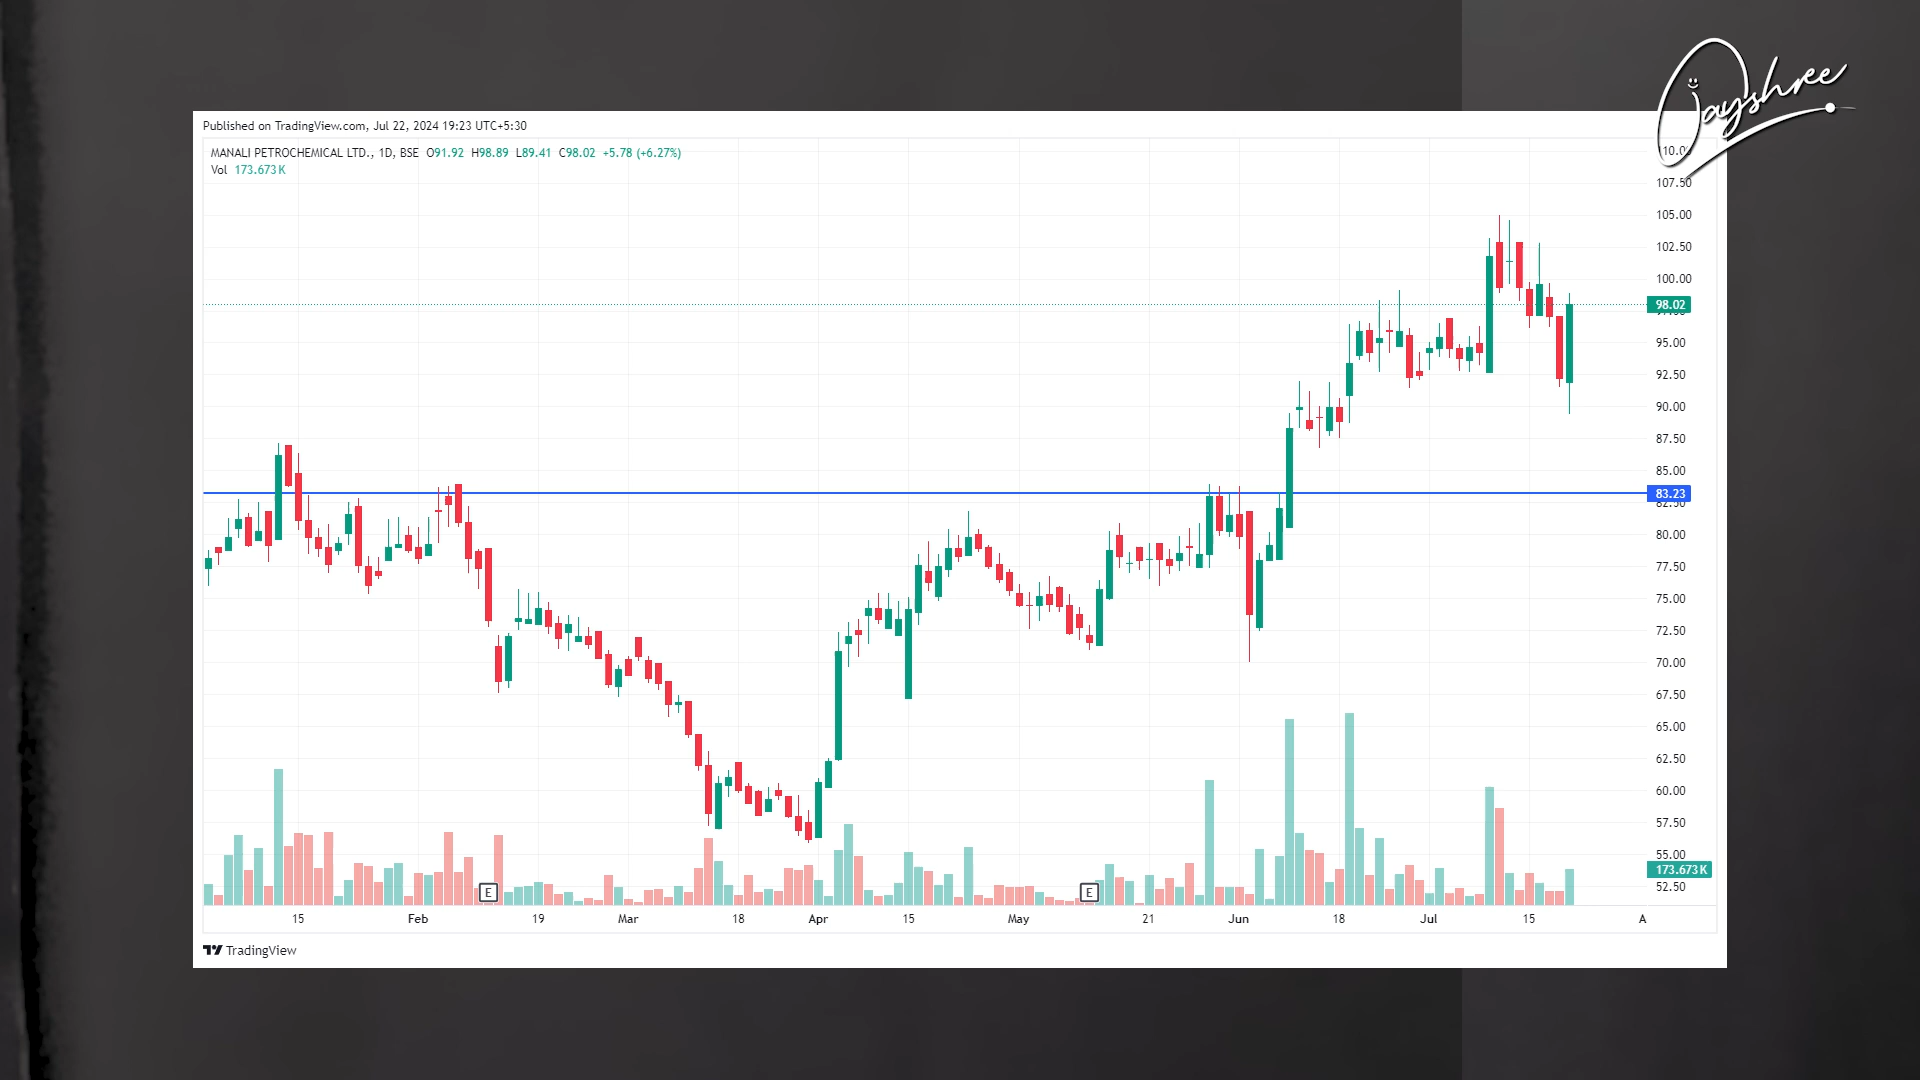 Jayshree
Published on TradingView.com, Jul 22, 2024 19:23 UTC+5:30
MANALI PETROCHEMICAL LTD., 1D, BSE O91.92 H98.89 L89.41 C98.02 +5.78 (+6.27%)
Vol 173.673K
107.50
105.00
102.50
100.00
98.02
95.00
92.50
90.00
87.50
85.00
83.23
80.00
77.50
75.00
72.50
70.00
67.50
65.00
62.50
60.00
57.50
55.00
173.673K
52.50
E E
15 Feb 19 Mar 18 Apr 15 May 21 Jun 18 Jul 15 A
TradingView